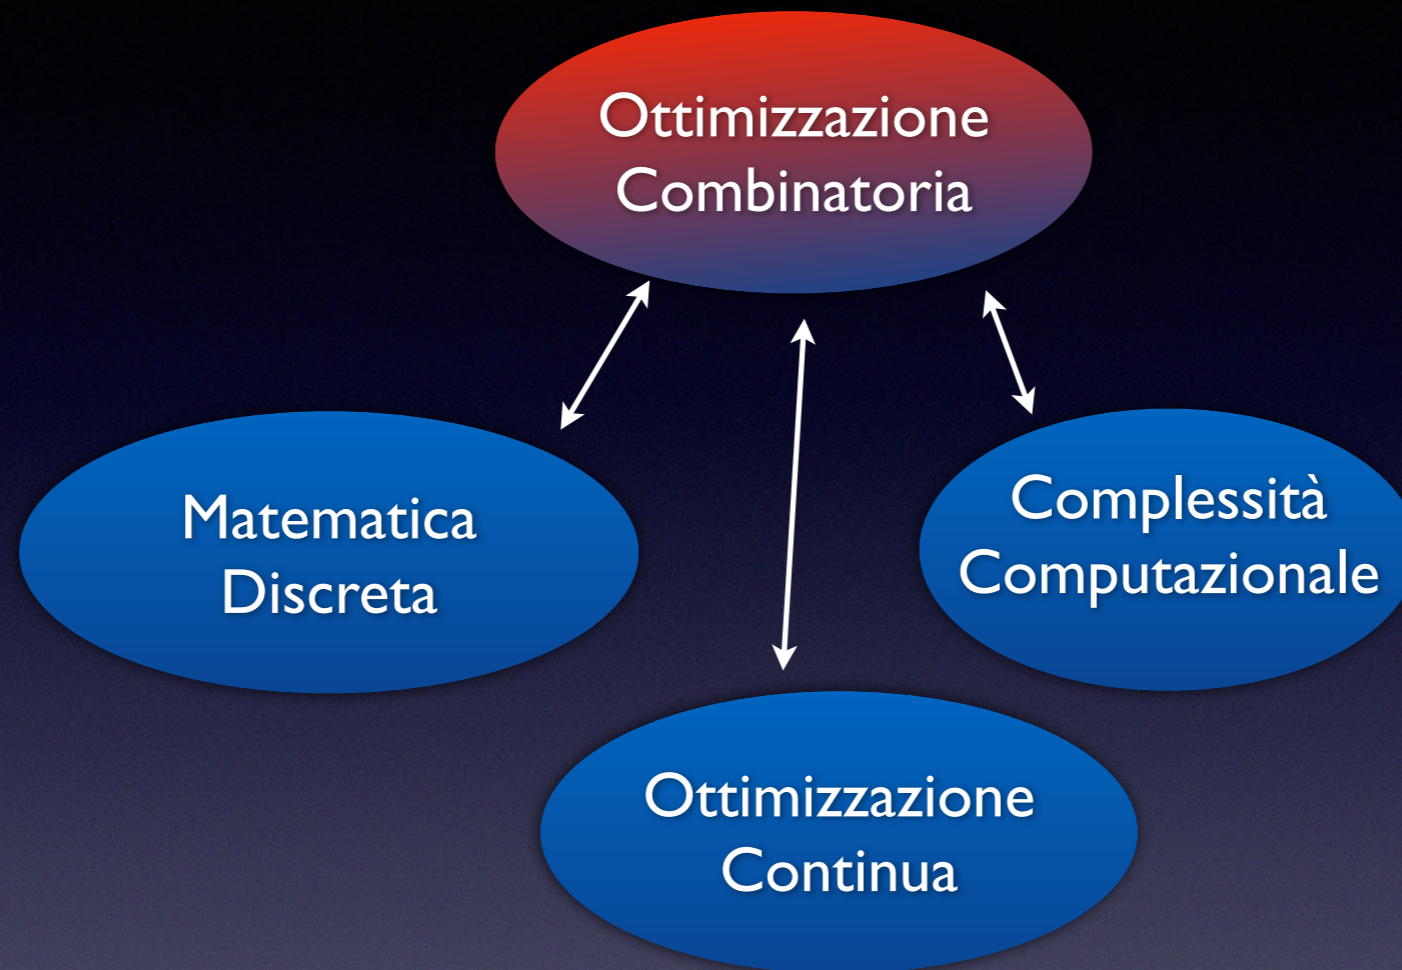 Ottimizzazione
Combinatoria
Matematica
Discreta
Complessità
Computazionale
Ottimizzazione
Continua